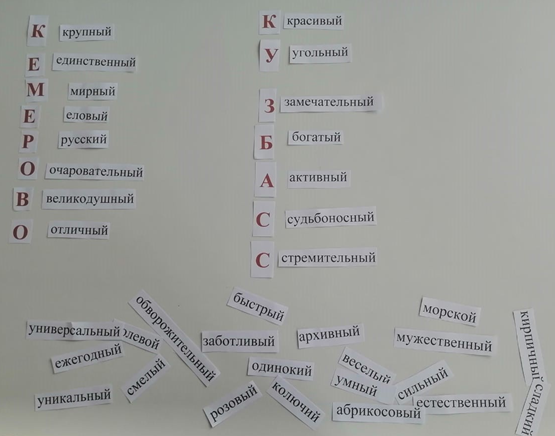 К крупный
Е единственный
М мирный
Е еловый
Р русский
О очаровательный
В великодушный
О отличный
К красивый
У угольный
З замечательный
Б богатый
А активный
С судьбоносный
С стремительный
обворожительный
быстрый
морской
кирпичный
универсальный
заботливый
архивный
мужественный
ежегодный
смелый
одинокий
веселый
умный
сильный
сладкий
уникальный
розовый
колючий
абрикосовый
естественный